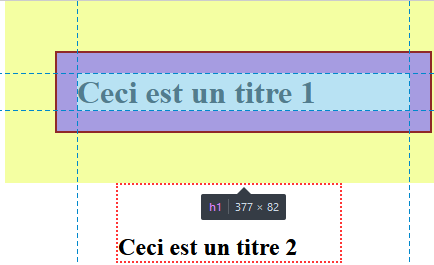 Ceci est un titre 1
h1 377 × 82
Ceci est un titre 2